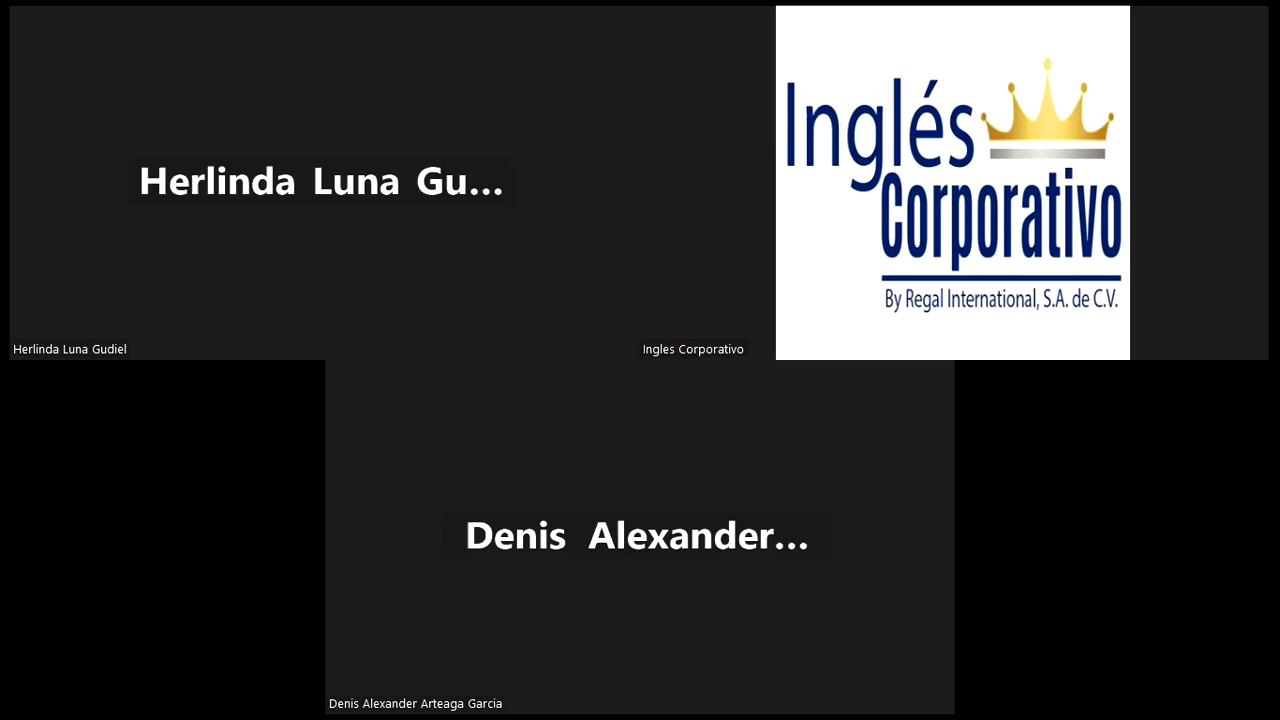 Herlinda Luna Gu...
Herlinda Luna Gudiel
Inglés
Corporativo
By Regal International, S.A. de C.V.
Ingles Corporativo
Denis Alexander...
Denis Alexander Arteaga Garcia